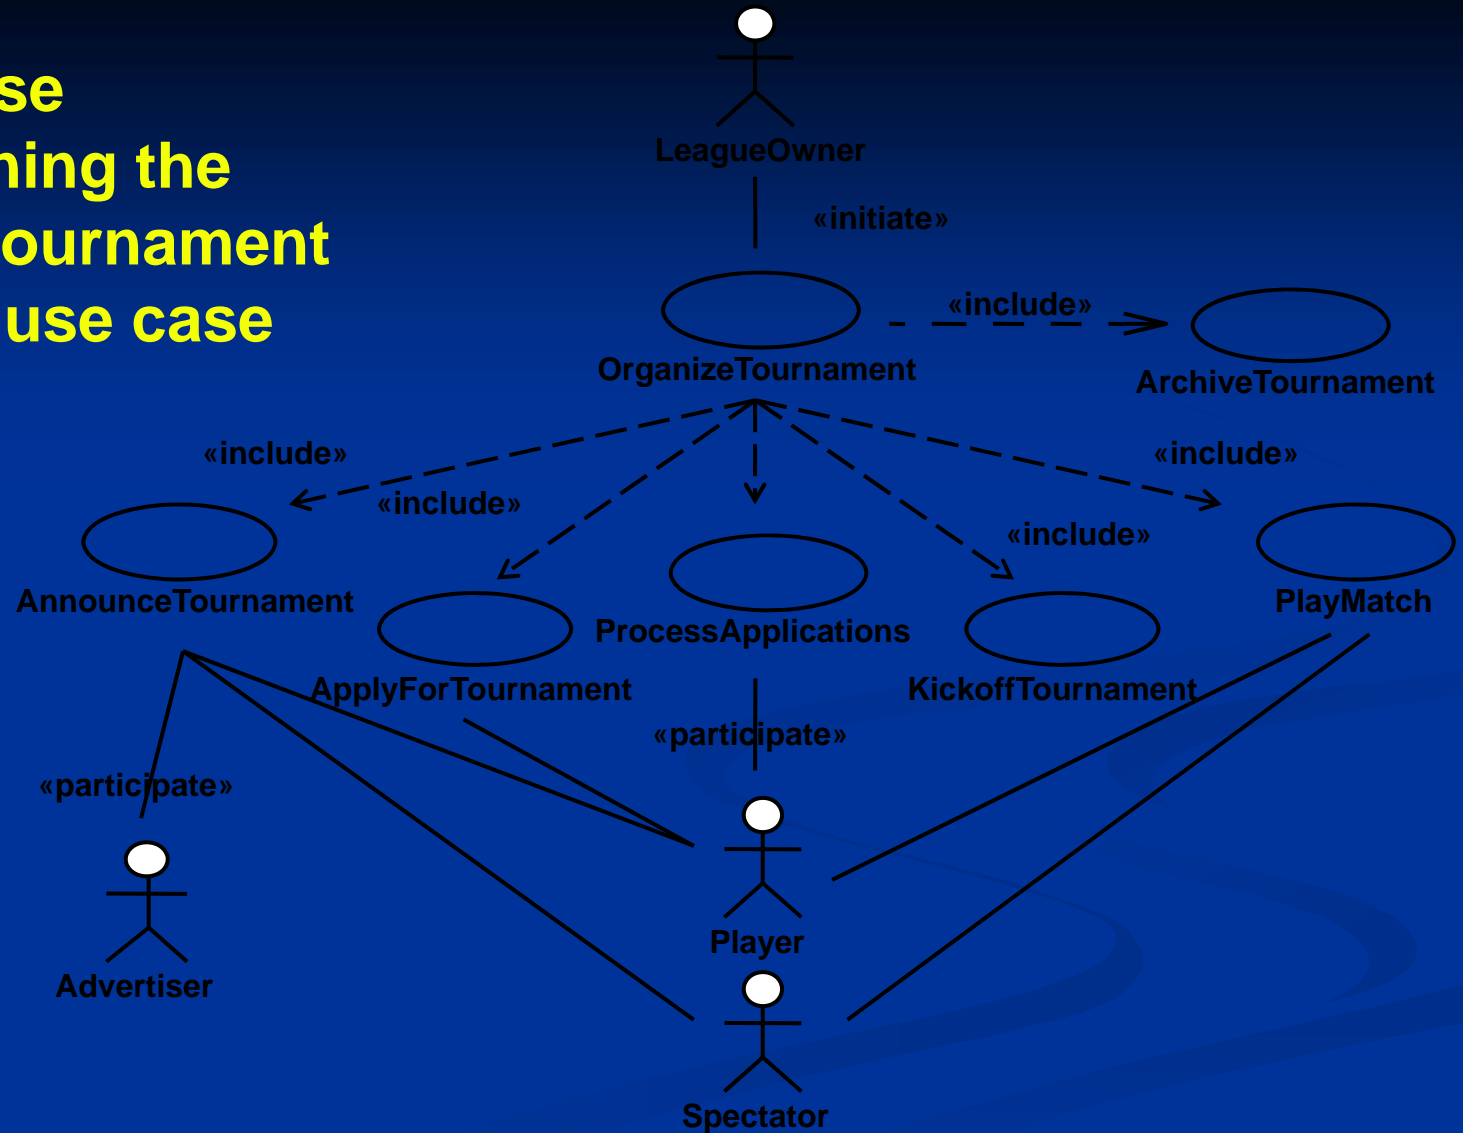 se
ning the
ournament
use case
LeagueOwner
«initiate»
«include»
OrganizeTournament
ArchiveTournament
«include»
«include»
«include»
«include»
AnnounceTournament
ProcessApplications
PlayMatch
ApplyForTournament
KickoffTournament
«participate»
«participate»
Player
Advertiser
Spectator